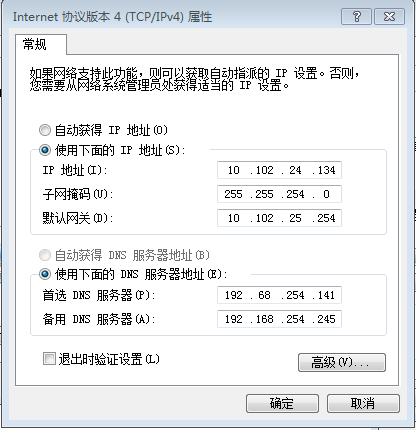 Internet 协议版本 4 (TCP/IPv4) 属性
常规
如果网络支持此功能，则可以获取自动指派的 IP 设置。否则，
您需要从网络系统管理员处获得适当的 IP 设置。
自动获得 IP 地址(O)
使用下面的 IP 地址(S):
IP 地址(I): 10 .102 . 24 .134
子网掩码(U): 255 .255 .254 . 0
默认网关(D): 10 .102 . 25 .254
自动获得 DNS 服务器地址(B)
使用下面的 DNS 服务器地址(E):
首选 DNS 服务器(P): 192 . 68 .254 .141
备用 DNS 服务器(A): 192 .168 .254 .245
退出时验证设置(L)
高级(V)...
确定 取消